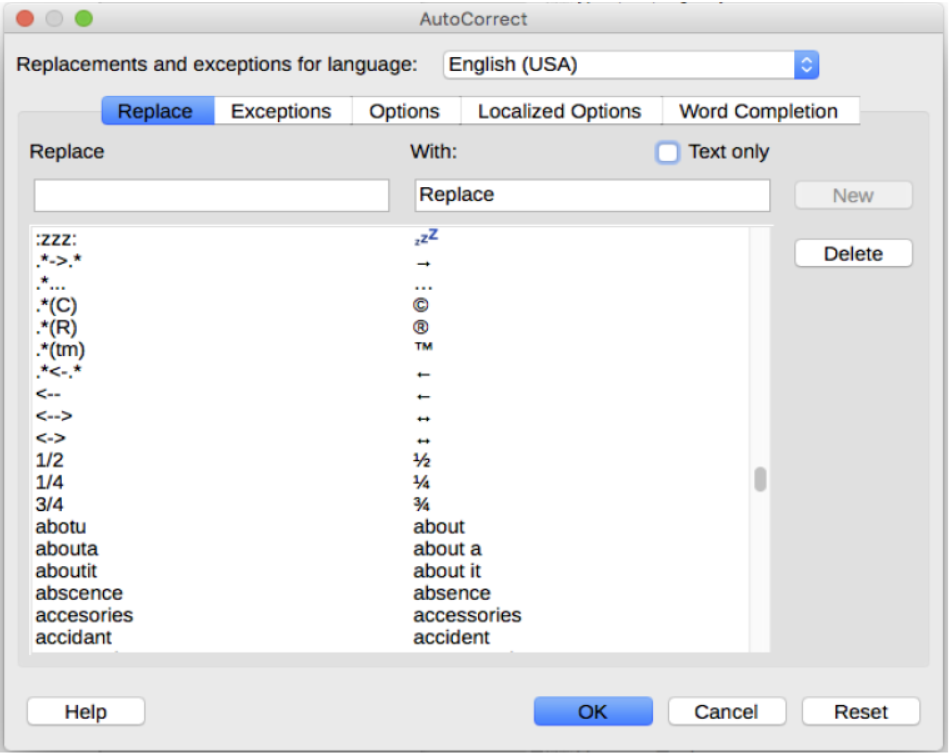 AutoCorrect
Replacements and exceptions for language: English (USA)
Replace Exceptions Options Localized Options Word Completion
Replace With: Text only
Replace New
Delete
:zzz: zzZ
.*->.* →
.*... …
.*(C) ©
.*(R) ®
.*(tm) ™
.*<-.* ←
<-- ←
<--> ↔
<-> ↔
1/2 ½
1/4 ¼
3/4 ¾
abotu about
abouta about a
aboutit about it
abscence absence
accesories accessories
accidant accident
Help OK Cancel Reset